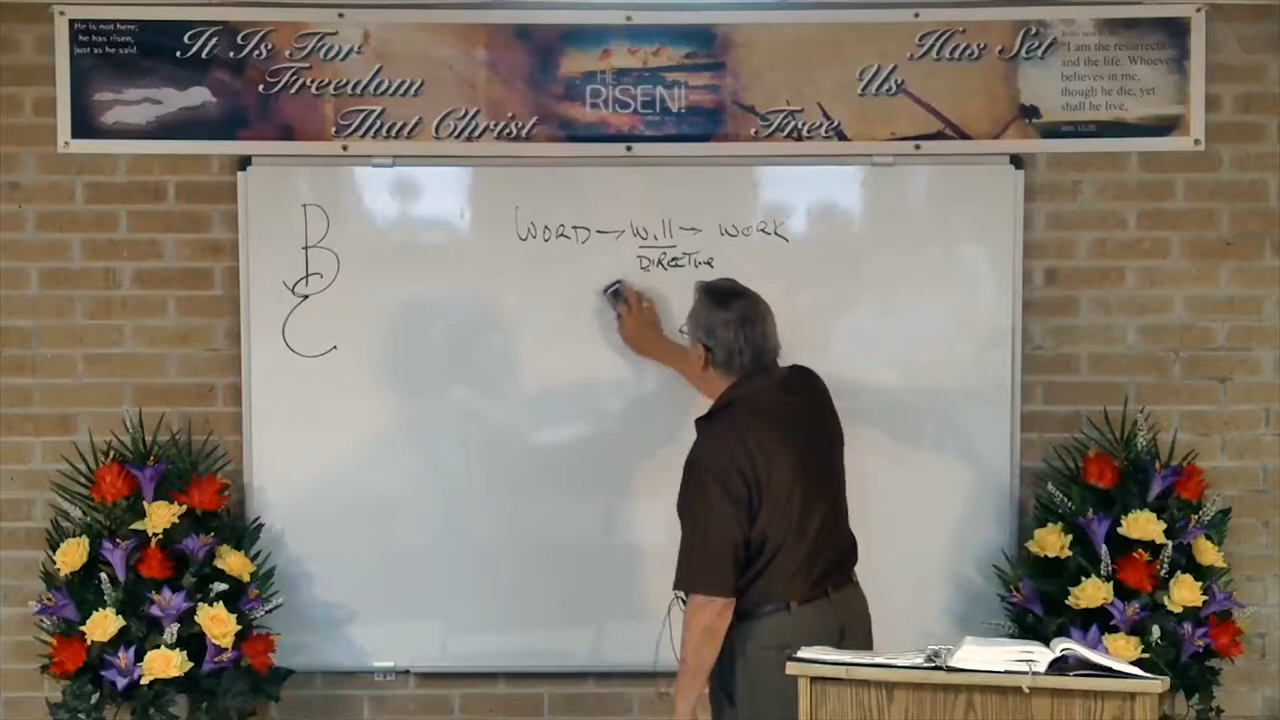 He is not here;
he has risen,
just as he said.
It Is For
Freedom
That Christ
HE
RISEN!
Has Set
Us
Free
"I am the resurrection
and the life. Whoever
believes in me,
though he die, yet
shall he live,
B
WORD → Will → WORK
DIRECTIVE